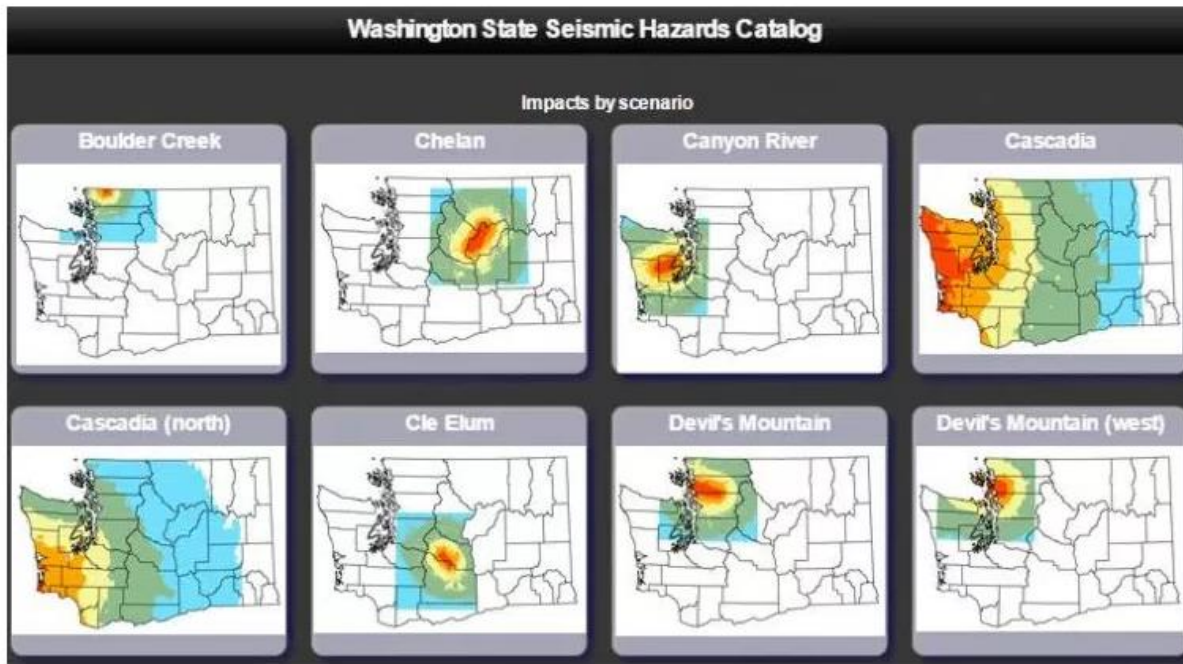 Washington State Seismic Hazards Catalog
Impacts by scenario
Boulder Creek
Chelan
Canyon River
Cascadia
Cascadia (north)
Cle Elum
Devil's Mountain
Devil's Mountain (west)